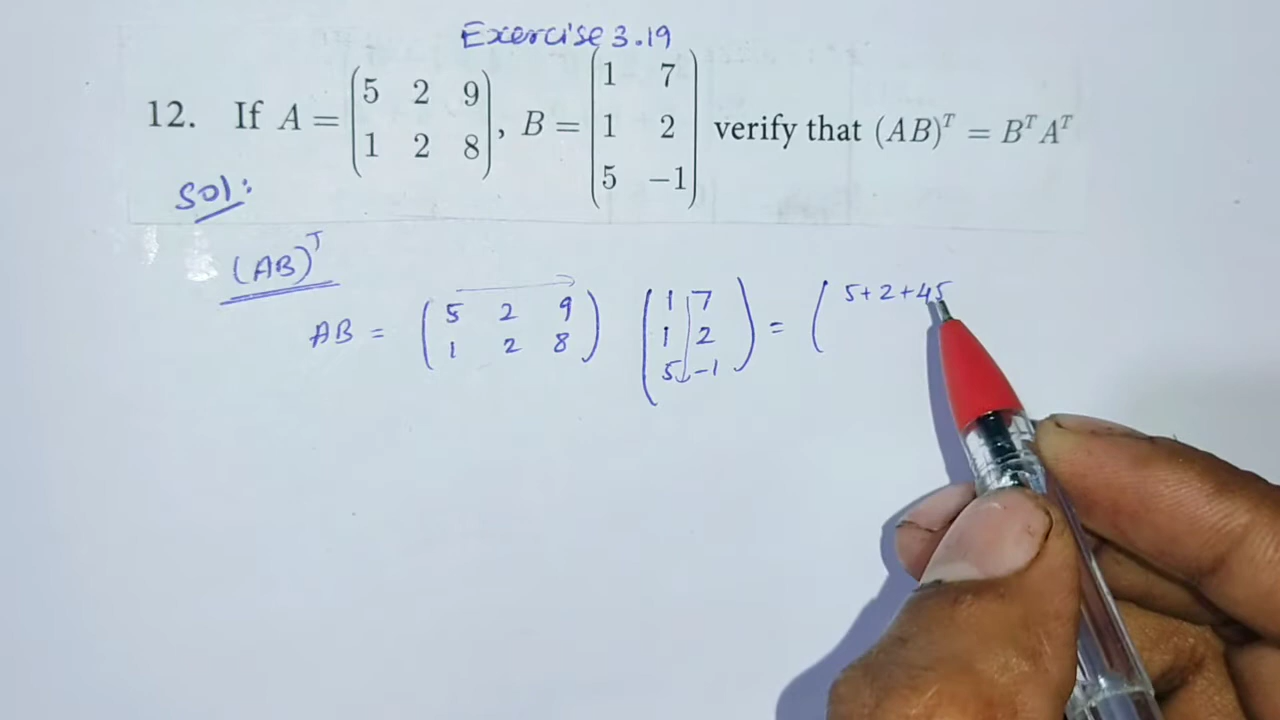 Exercise 3.19
12. If A = (5 2 9
1 2 8), B = (1 7
1 2
5 −1) verify that (AB)^T = B^T A^T
Sol:
(AB)^T
AB = (5 2 9
1 2 8) (1 7
1 2
5 -1) = ( 5+2+45